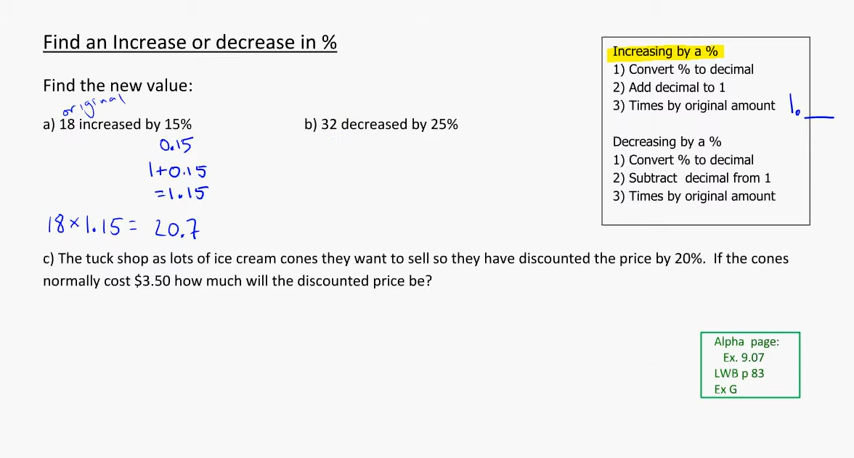 Find an Increase or decrease in %
Find the new value:
original
a) 18 increased by 15%
0.15
1+0.15
=1.15
18×1.15= 20.7
b) 32 decreased by 25%
Increasing by a %
1) Convert % to decimal
2) Add decimal to 1
3) Times by original amount
1.__
Decreasing by a %
1) Convert % to decimal
2) Subtract decimal from 1
3) Times by original amount
c) The tuck shop as lots of ice cream cones they want to sell so they have discounted the price by 20%. If the cones
normally cost $3.50 how much will the discounted price be?
Alpha page:
Ex. 9.07
LWB p 83
Ex G